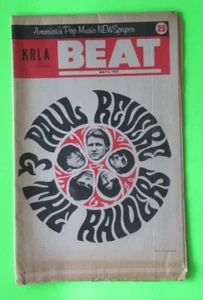 America's Pop Music NEWSpaper
25
KRLA
BEAT
PAUL REVERE
&
THE RAIDERS